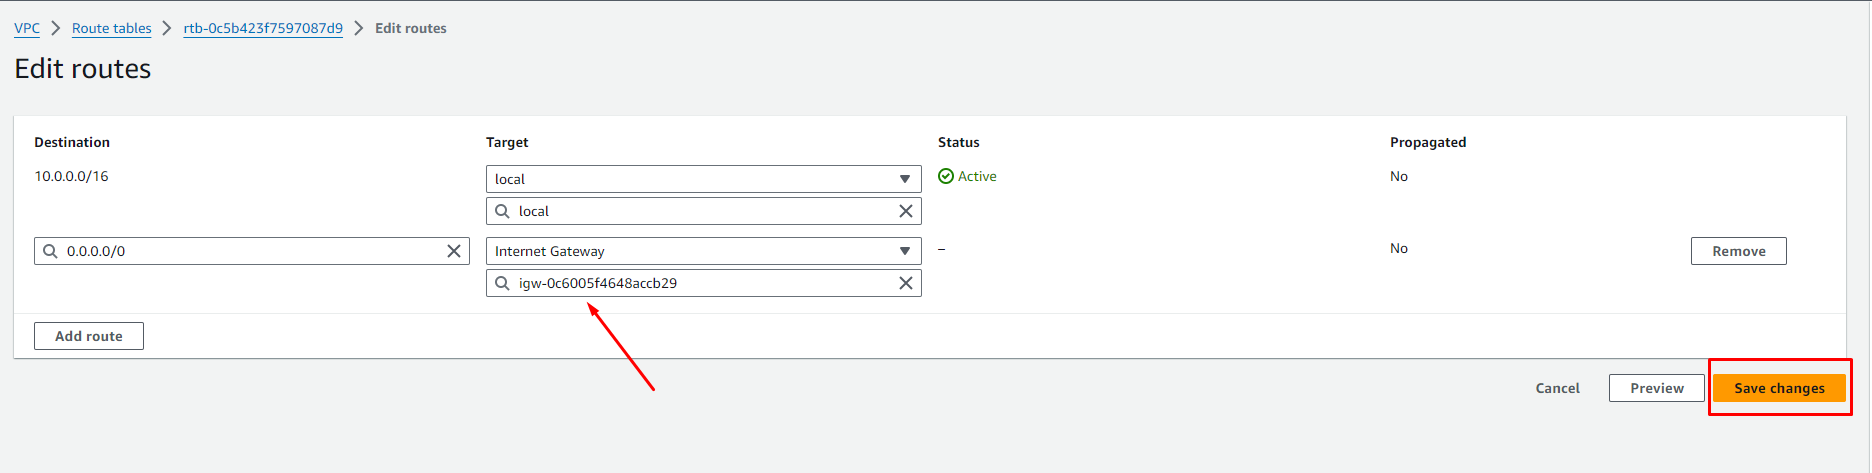 VPC > Route tables > rtb-0c5b423f7597087d9 > Edit routes
Edit routes
Destination Target Status Propagated
10.0.0.0/16 local Active No
local
0.0.0.0/0 Internet Gateway – No Remove
igw-0c6005f4648accb29
Add route
Cancel Preview Save changes